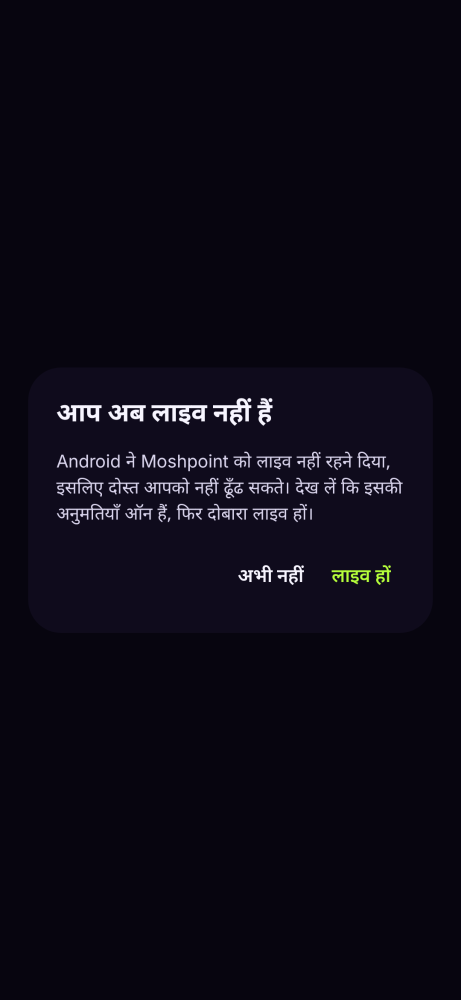 आप अब लाइव नहीं हैं
Android ने Moshpoint को लाइव नहीं रहने दिया,
इसलिए दोस्त आपको नहीं ढूँढ सकते। देख लें कि इसकी
अनुमतियाँ ऑन हैं, फिर दोबारा लाइव हों।
अभी नहीं लाइव हों